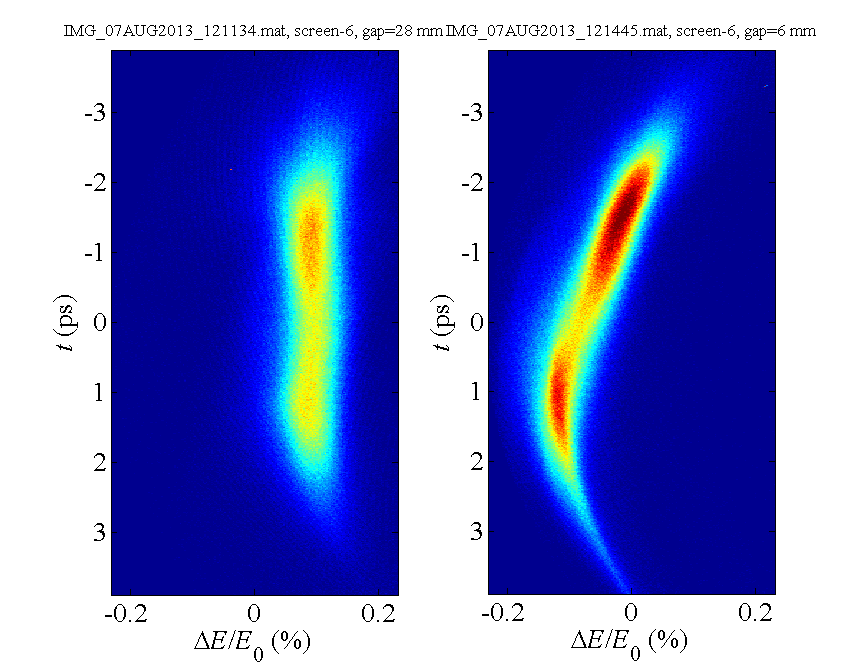 IMG_07AUG2013_121134.mat, screen-6, gap=28 mm
-3
-2
-1
0
1
2
3
t (ps)
-0.2 0 0.2
ΔE/E0 (%)
IMG_07AUG2013_121445.mat, screen-6, gap=6 mm
-3
-2
-1
0
1
2
3
t (ps)
-0.2 0 0.2
ΔE/E0 (%)